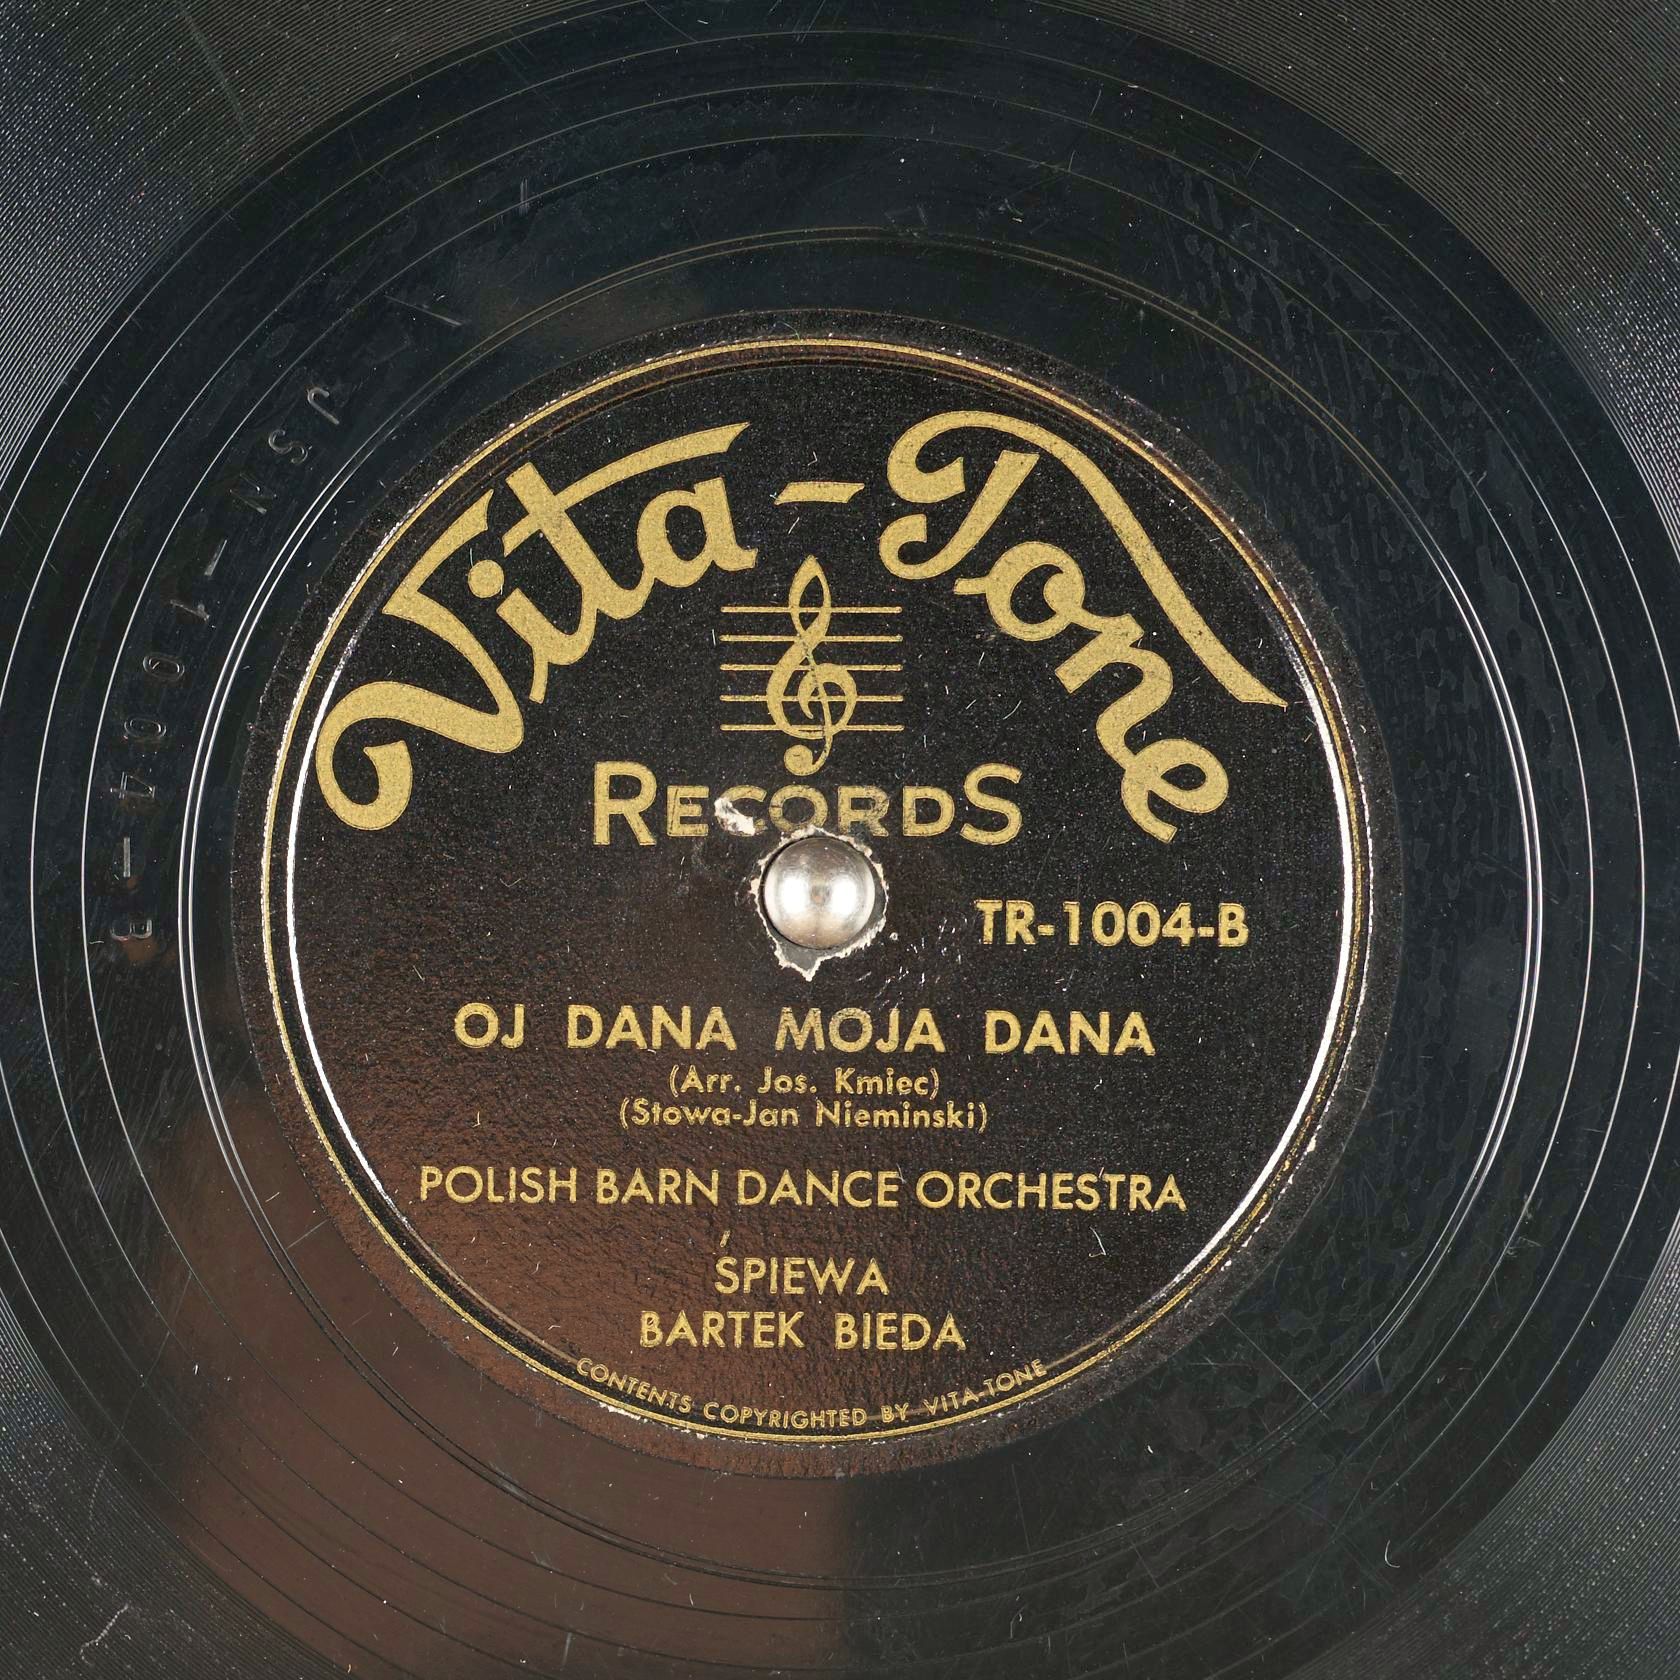 Vita-Tone
RECORDS
TR-1004-B
OJ DANA MOJA DANA
(Arr. Jos. Kmiec)
(Słowa-Jan Nieminski)
POLISH BARN DANCE ORCHESTRA
ŚPIEWA
BARTEK BIEDA
CONTENTS COPYRIGHTED BY VITA-TONE
JSN-1004-B